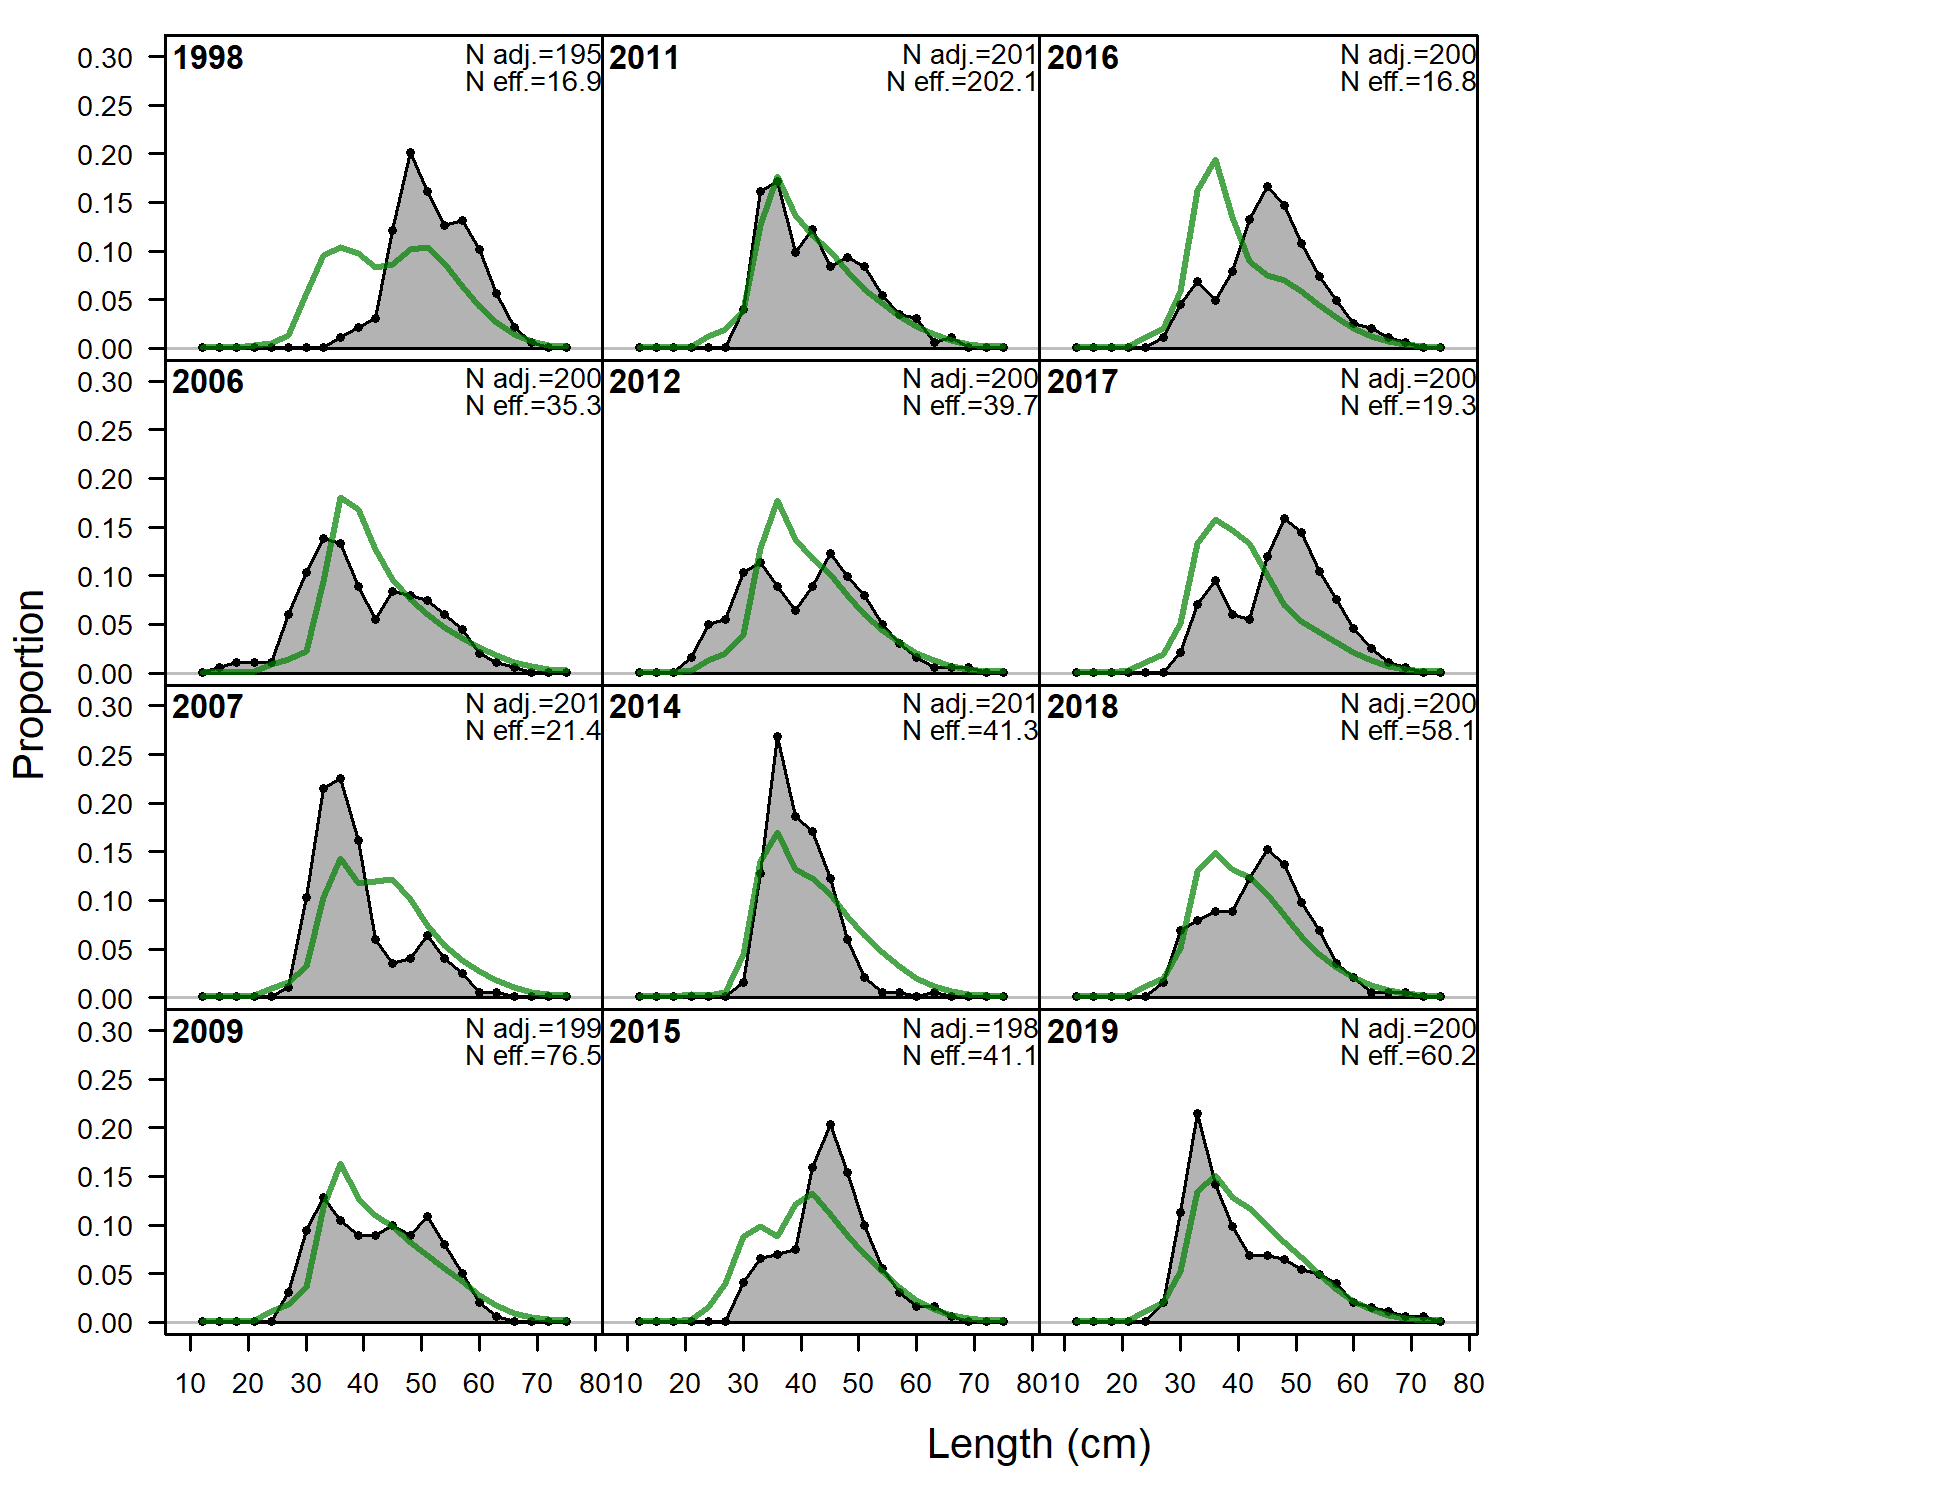 1998
N adj.=195
N eff.=16.9
2011
N adj.=201
N eff.=202.1
2016
N adj.=200
N eff.=16.8
0.30
0.25
0.20
0.15
0.10
0.05
0.00
2006
N adj.=200
N eff.=35.3
2012
N adj.=200
N eff.=39.7
2017
N adj.=200
N eff.=19.3
0.30
0.25
0.20
0.15
0.10
0.05
0.00
2007
N adj.=201
N eff.=21.4
2014
N adj.=201
N eff.=41.3
2018
N adj.=200
N eff.=58.1
0.30
0.25
0.20
0.15
0.10
0.05
0.00
2009
N adj.=199
N eff.=76.5
2015
N adj.=198
N eff.=41.1
2019
N adj.=200
N eff.=60.2
0.30
0.25
0.20
0.15
0.10
0.05
0.00
10 20 30 40 50 60 70 80
10 20 30 40 50 60 70 80
10 20 30 40 50 60 70 80
Proportion
Length (cm)